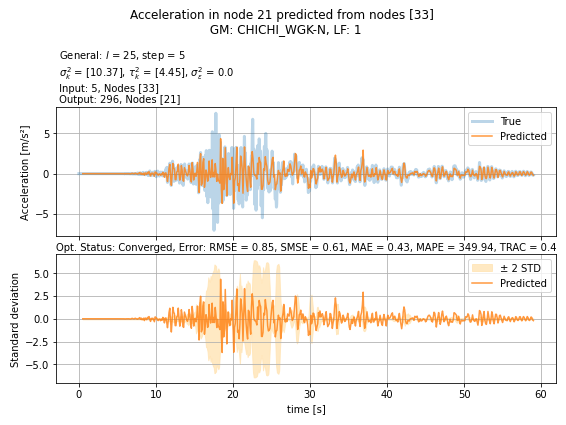 Acceleration in node 21 predicted from nodes [33]
GM: CHICHI_WGK-N, LF: 1
General: l = 25, step = 5
σ²ₖ = [10.37], τ²ₖ = [4.45], σ²ε = 0.0
Input: 5, Nodes [33]
Output: 296, Nodes [21]
Acceleration [m/s²]
5
0
−5
True
Predicted
Opt. Status: Converged, Error: RMSE = 0.85, SMSE = 0.61, MAE = 0.43, MAPE = 349.94, TRAC = 0.4
Standard deviation
5.0
2.5
0.0
−2.5
−5.0
± 2 STD
Predicted
0 10 20 30 40 50 60
time [s]